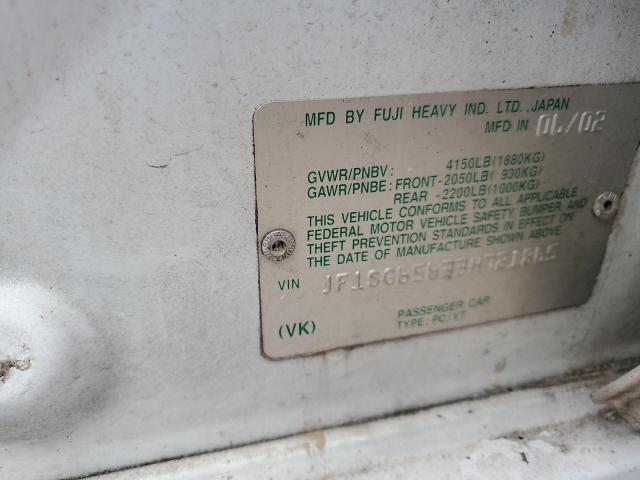 MFD BY FUJI HEAVY IND. LTD. JAPAN
MFD IN 06/02
GVWR/PNBV: 4150LB(1880KG)
GAWR/PNBE: FRONT-2050LB( 930KG)
REAR -2200LB(1000KG)
THIS VEHICLE CONFORMS TO ALL APPLICABLE
FEDERAL MOTOR VEHICLE SAFETY, BUMPER, AND
THEFT PREVENTION STANDARDS IN EFFECT ON
THE DATE OF MANUFACTURE SHOWN ABOVE.
VIN
(VK)
PASSENGER CAR
TYPE: PC/VT